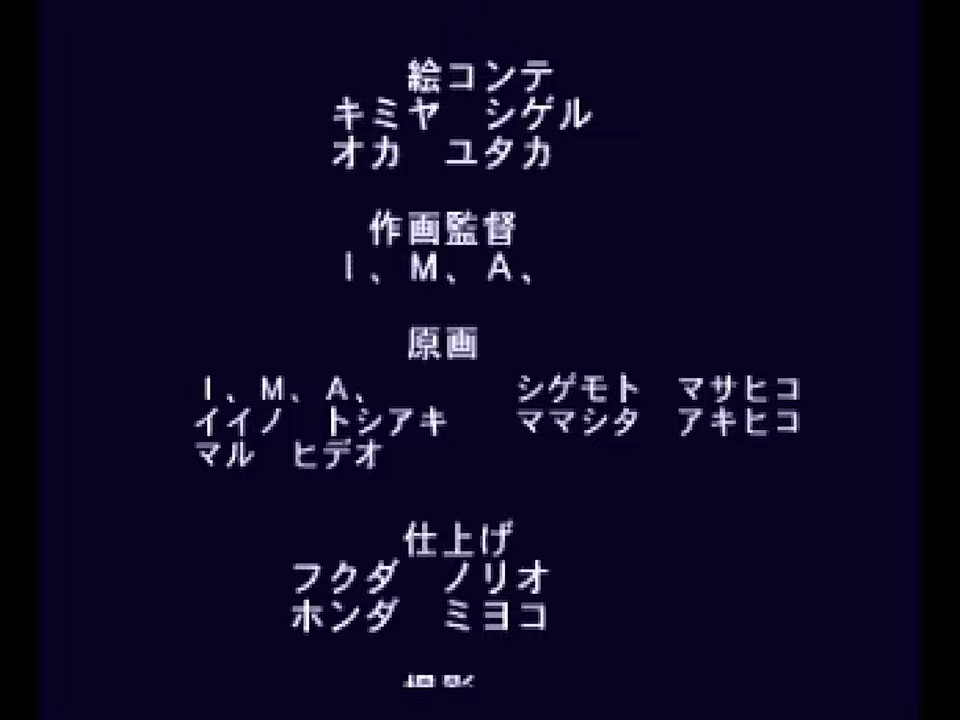 絵コンテ
キミヤ　シゲル
オカ　ユタカ
作画監督
I、M、A、
原画
I、M、A、　シゲモト　マサヒコ
イイノ　トシアキ　ママシタ　アキヒコ
マル　ヒデオ
仕上げ
フクダ　ノリオ
ホンダ　ミヨコ